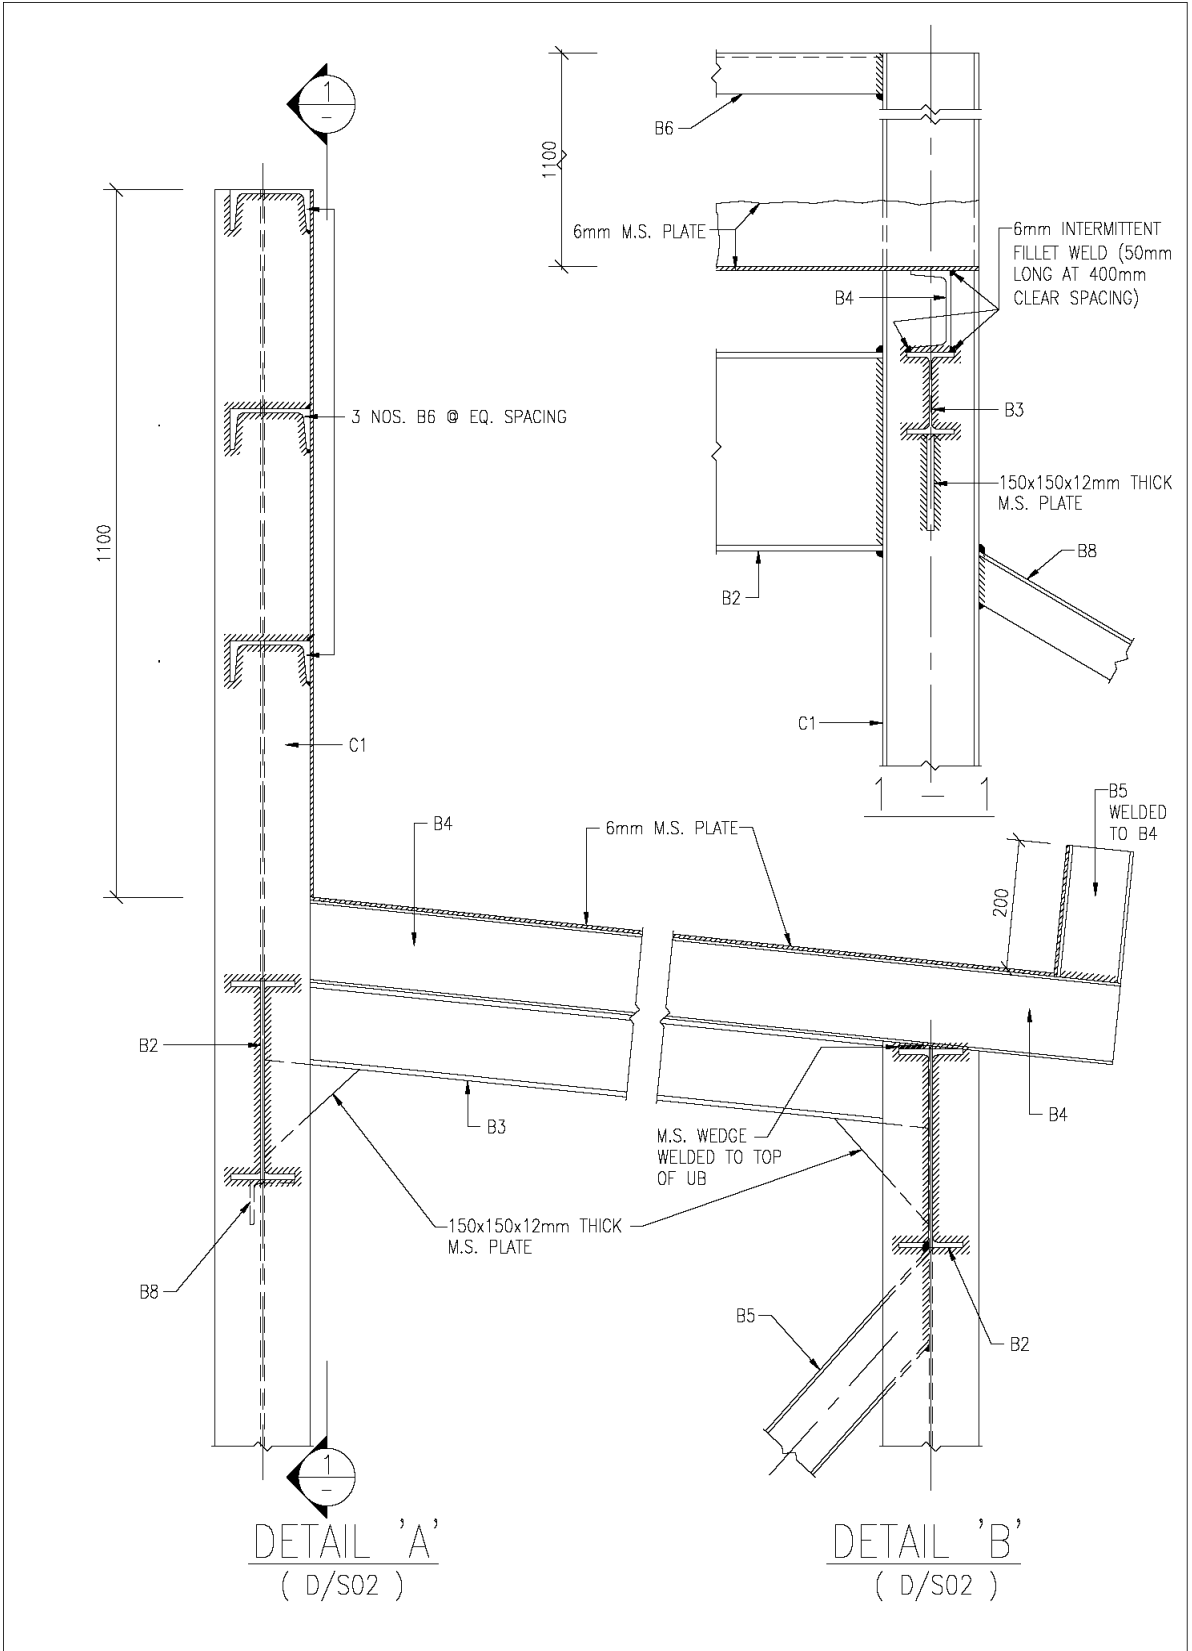 1
-
B6
1100
6mm M.S. PLATE
6mm INTERMITTENT
FILLET WELD (50mm
LONG AT 400mm
CLEAR SPACING)
B4
3 NOS. B6 @ EQ. SPACING
B3
150x150x12mm THICK
M.S. PLATE
1100
B8
B2
C1
C1
1 - 1
B5
WELDED
TO B4
B4
6mm M.S. PLATE
200
B2
B3
M.S. WEDGE
WELDED TO TOP
OF UB
B4
150x150x12mm THICK
M.S. PLATE
B8
B5
B2
1
-
DETAIL 'A'
( D/S02 )
DETAIL 'B'
( D/S02 )